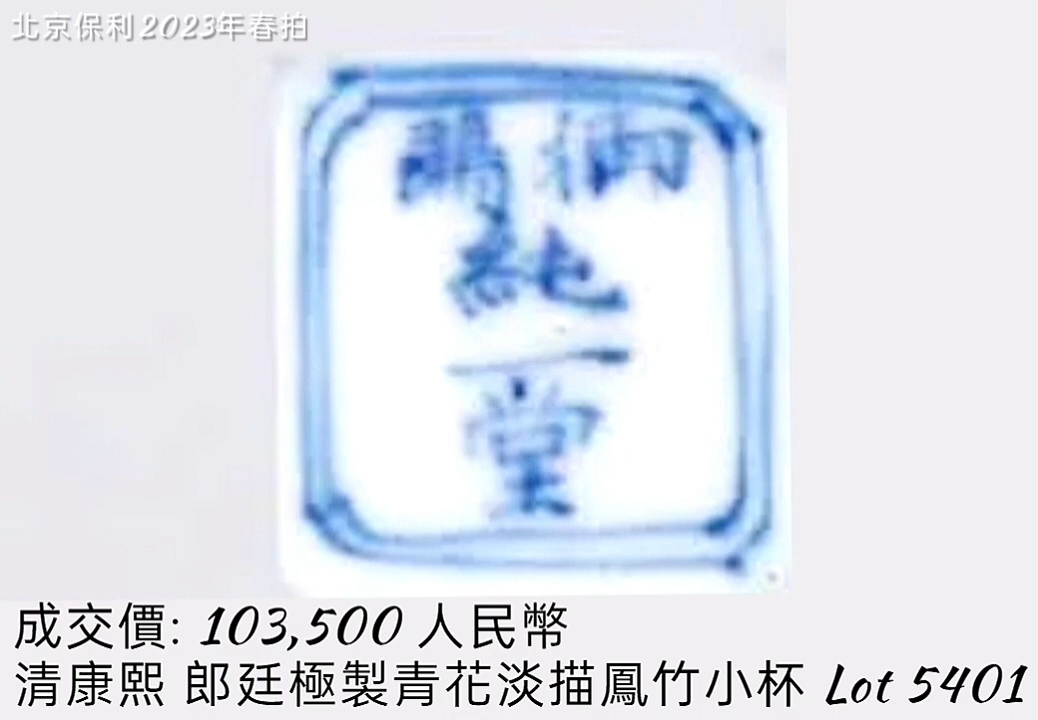 北京保利2023年春拍
御賜
純
一
堂
成交價: 103,500 人民幣
清康熙 郎廷極製青花淡描鳳竹小杯 Lot 5401